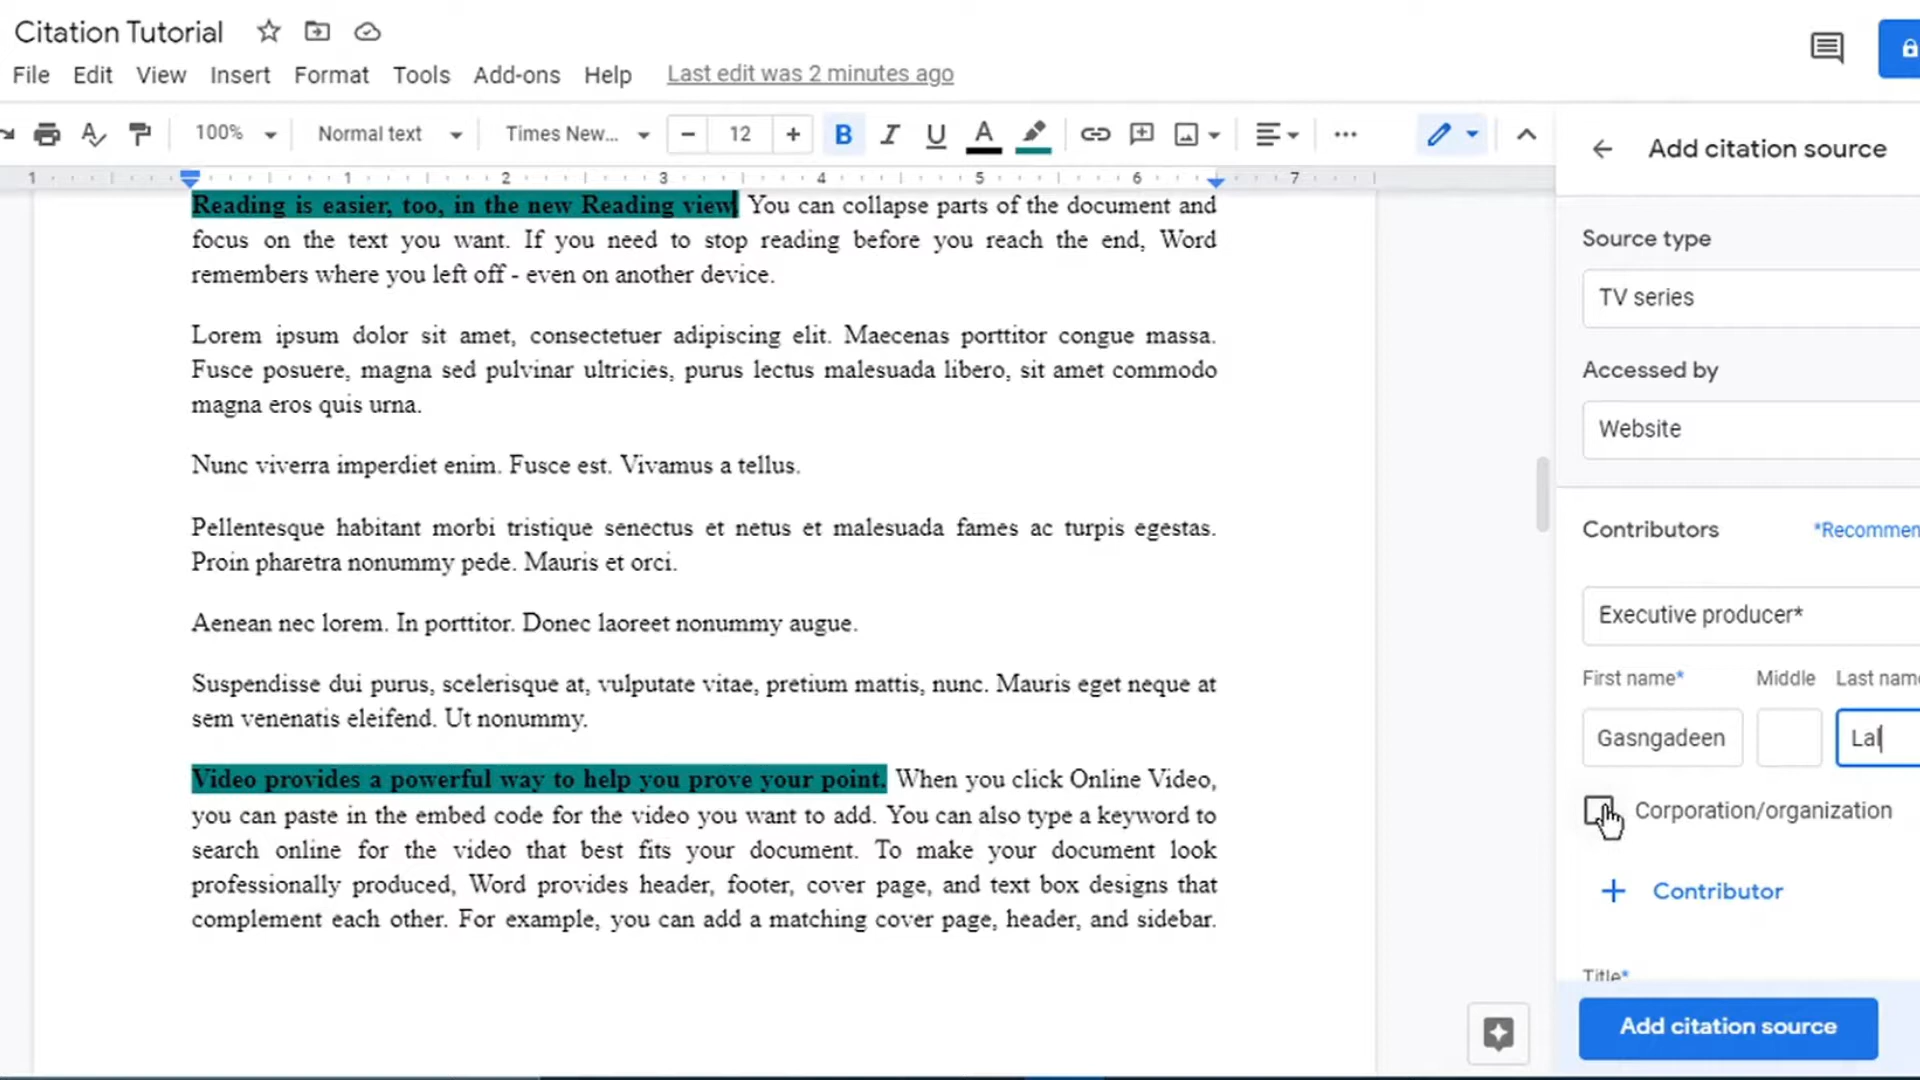 Citation Tutorial
File Edit View Insert Format Tools Add-ons Help Last edit was 2 minutes ago
100% Normal text Times New... − 12 + B I U A ...
1 1 2 3 4 5 6 7
Reading is easier, too, in the new Reading view You can collapse parts of the document and
focus on the text you want. If you need to stop reading before you reach the end, Word
remembers where you left off - even on another device.
Lorem ipsum dolor sit amet, consectetuer adipiscing elit. Maecenas porttitor congue massa.
Fusce posuere, magna sed pulvinar ultricies, purus lectus malesuada libero, sit amet commodo
magna eros quis urna.
Nunc viverra imperdiet enim. Fusce est. Vivamus a tellus.
Pellentesque habitant morbi tristique senectus et netus et malesuada fames ac turpis egestas.
Proin pharetra nonummy pede. Mauris et orci.
Aenean nec lorem. In porttitor. Donec laoreet nonummy augue.
Suspendisse dui purus, scelerisque at, vulputate vitae, pretium mattis, nunc. Mauris eget neque at
sem venenatis eleifend. Ut nonummy.
Video provides a powerful way to help you prove your point. When you click Online Video,
you can paste in the embed code for the video you want to add. You can also type a keyword to
search online for the video that best fits your document. To make your document look
professionally produced, Word provides header, footer, cover page, and text box designs that
complement each other. For example, you can add a matching cover page, header, and sidebar.
Add citation source
Source type
TV series
Accessed by
Website
Contributors *Recommen
Executive producer*
First name* Middle Last name
Gasngadeen Lal
Corporation/organization
+ Contributor
Title*
Add citation source